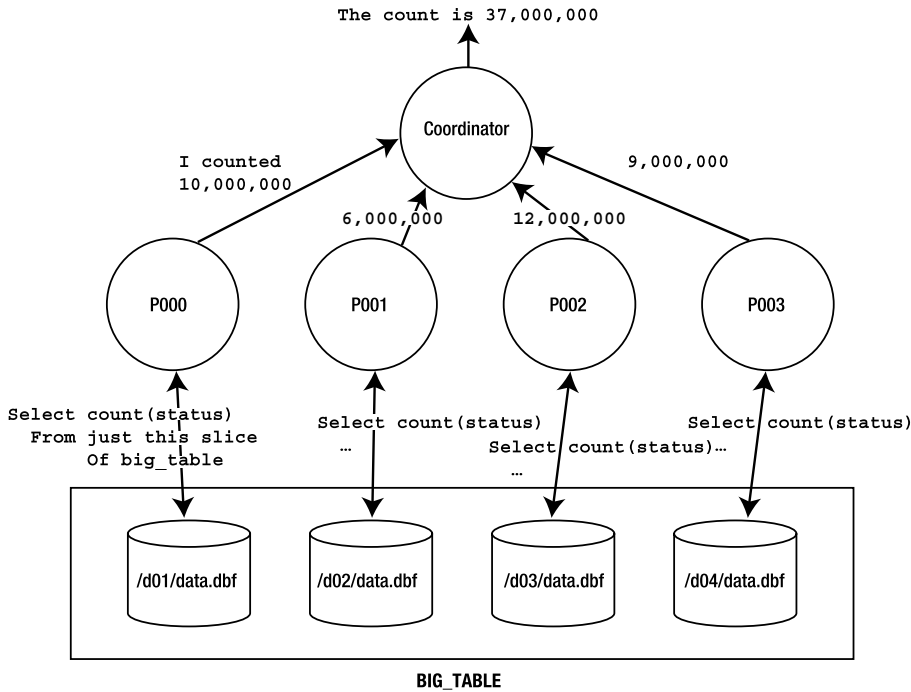 The count is 37,000,000
Coordinator
I counted
10,000,000
9,000,000
6,000,000
12,000,000
P000
P001
P002
P003
Select count(status)
From just this slice
Of big_table
Select count(status)
…
Select count(status)…
…
Select count(status)
/d01/data.dbf
/d02/data.dbf
/d03/data.dbf
/d04/data.dbf
BIG_TABLE